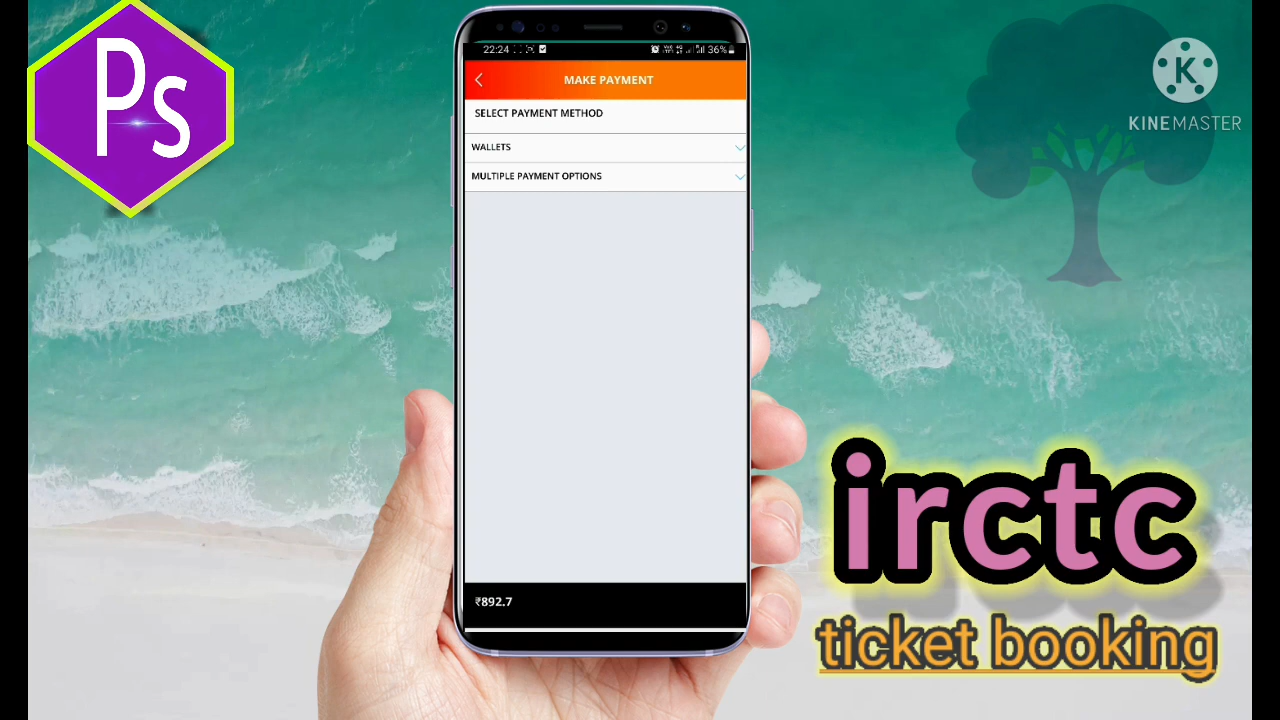 Ps
22:24
36%
MAKE PAYMENT
SELECT PAYMENT METHOD
WALLETS
MULTIPLE PAYMENT OPTIONS
₹892.7
K
KINEMASTER
irctc
ticket booking